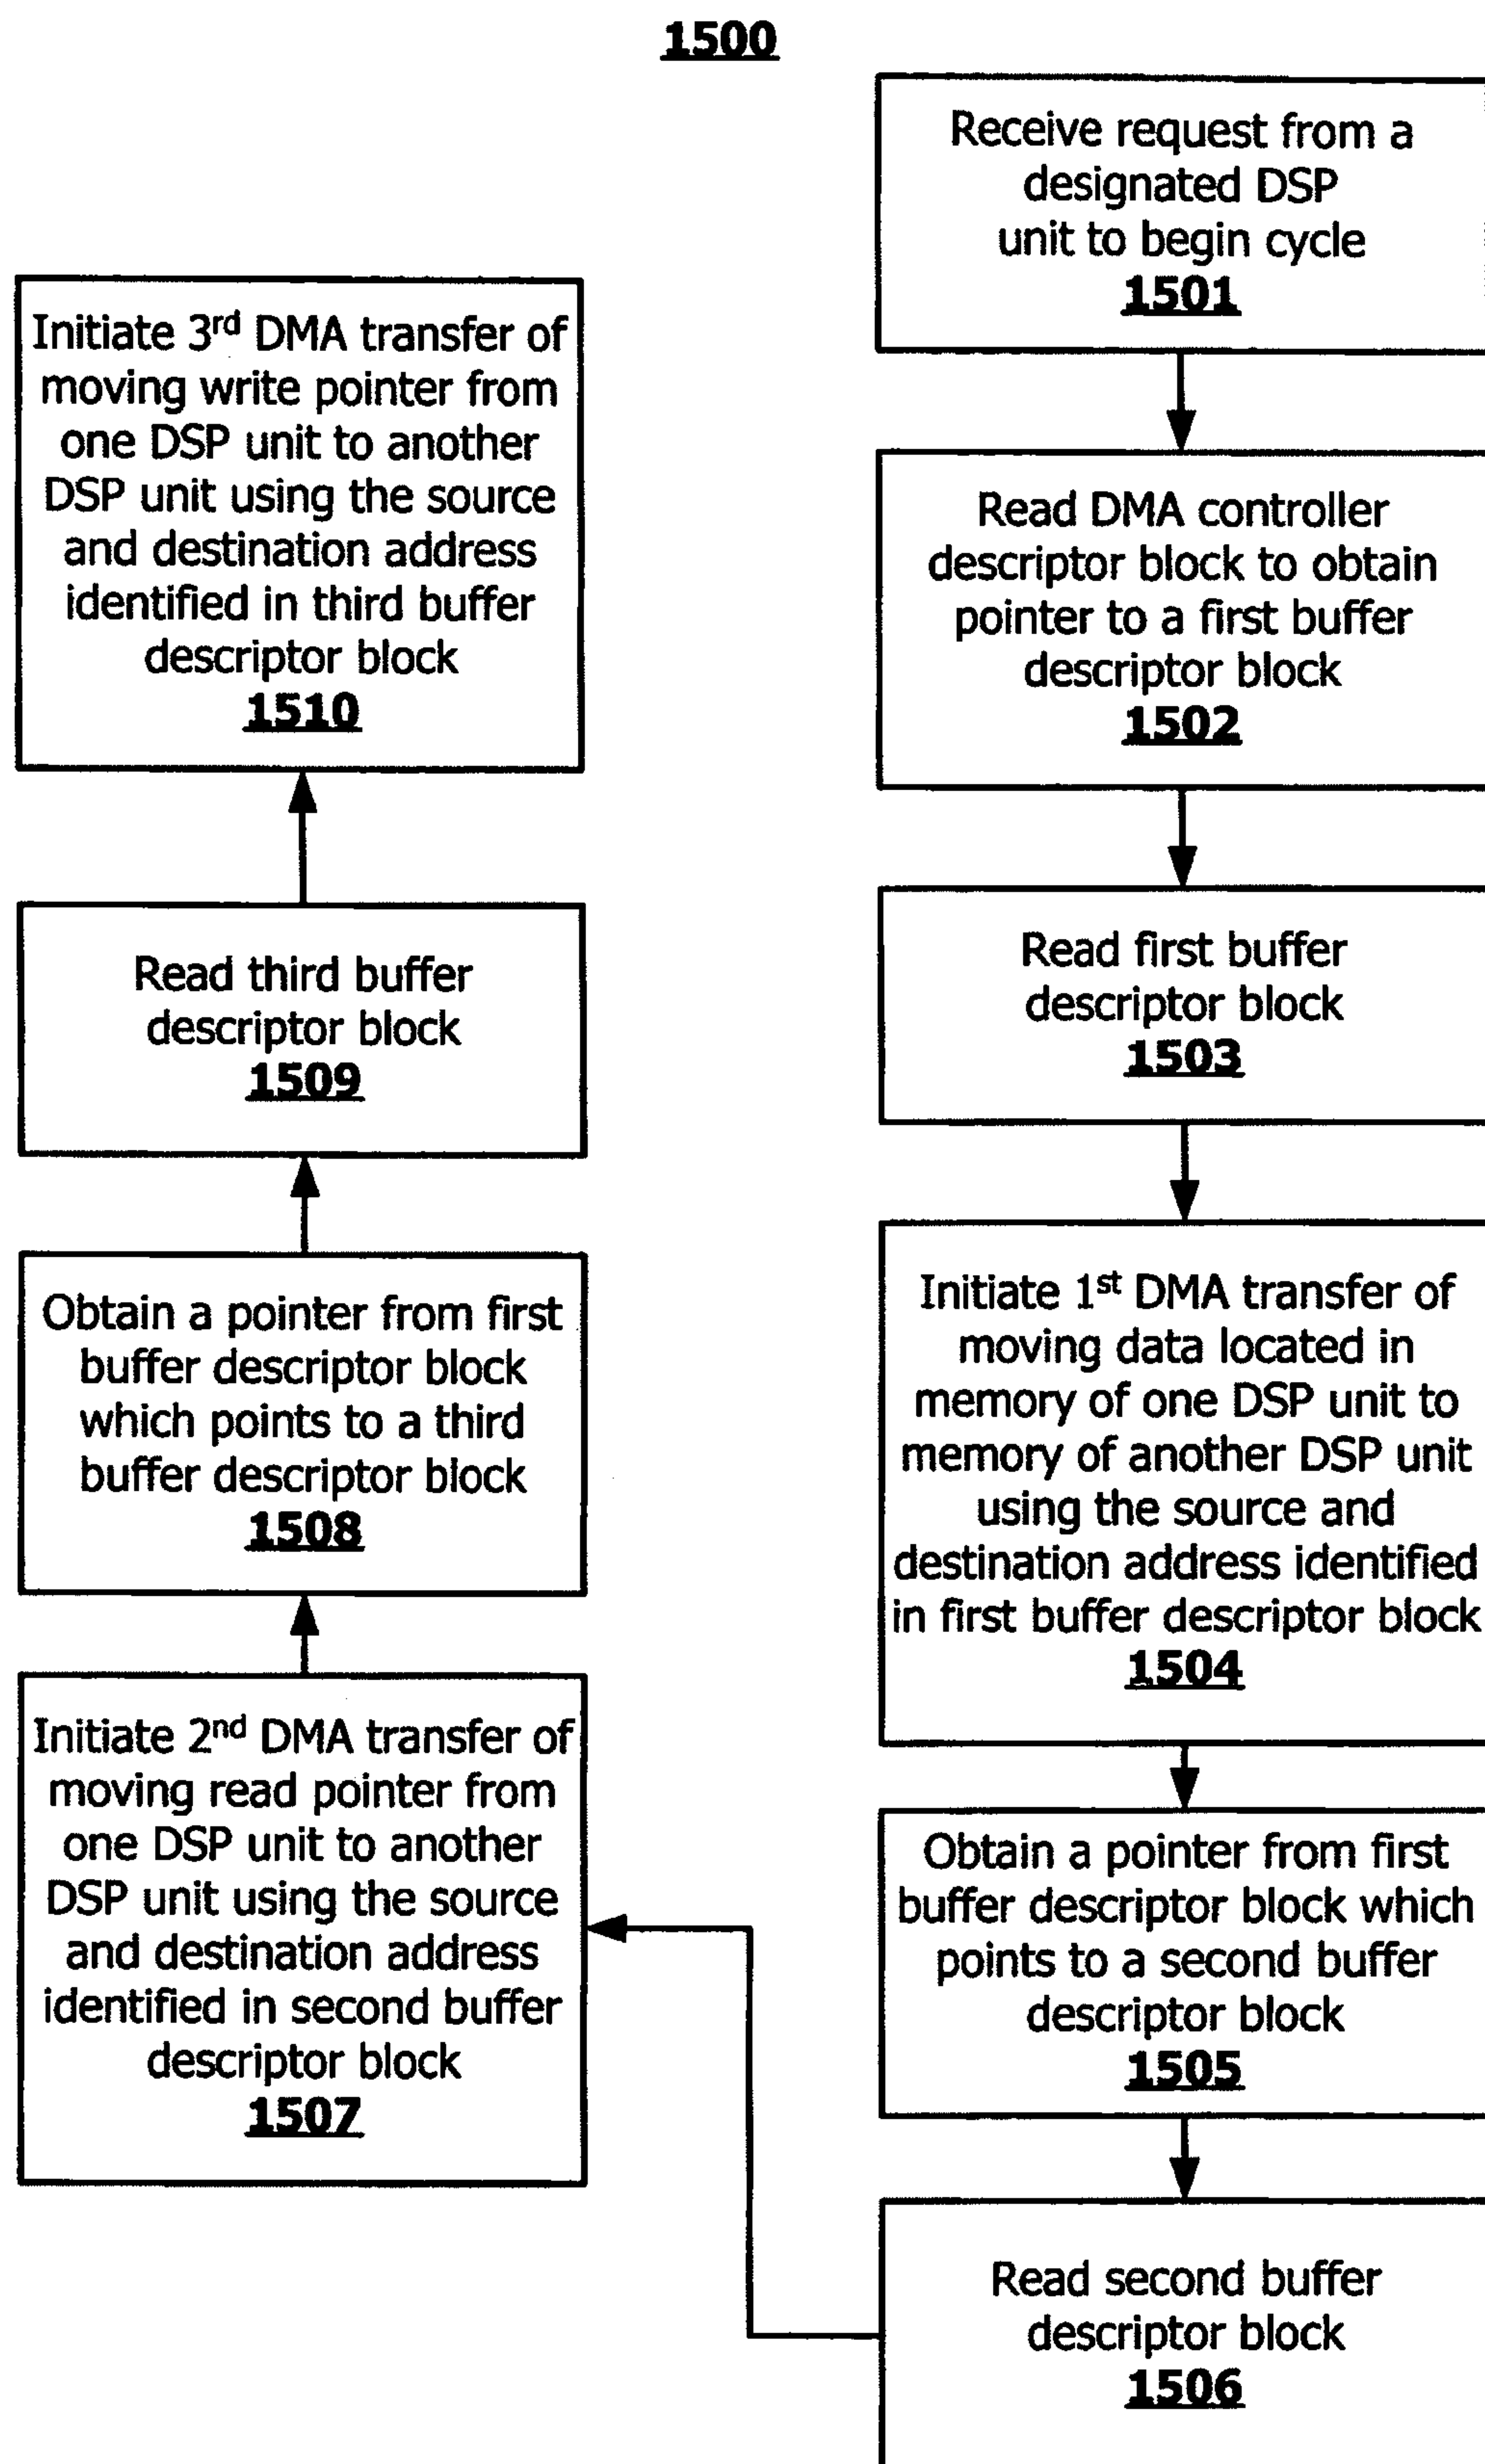 1500
Receive request from a
designated DSP
unit to begin cycle
1501
Read DMA controller
descriptor block to obtain
pointer to a first buffer
descriptor block
1502
Read first buffer
descriptor block
1503
Initiate 1st DMA transfer of
moving data located in
memory of one DSP unit to
memory of another DSP unit
using the source and
destination address identified
in first buffer descriptor block
1504
Obtain a pointer from first
buffer descriptor block which
points to a second buffer
descriptor block
1505
Read second buffer
descriptor block
1506
Initiate 2nd DMA transfer of
moving read pointer from
one DSP unit to another
DSP unit using the source
and destination address
identified in second buffer
descriptor block
1507
Obtain a pointer from first
buffer descriptor block
which points to a third
buffer descriptor block
1508
Read third buffer
descriptor block
1509
Initiate 3rd DMA transfer of
moving write pointer from
one DSP unit to another
DSP unit using the source
and destination address
identified in third buffer
descriptor block
1510